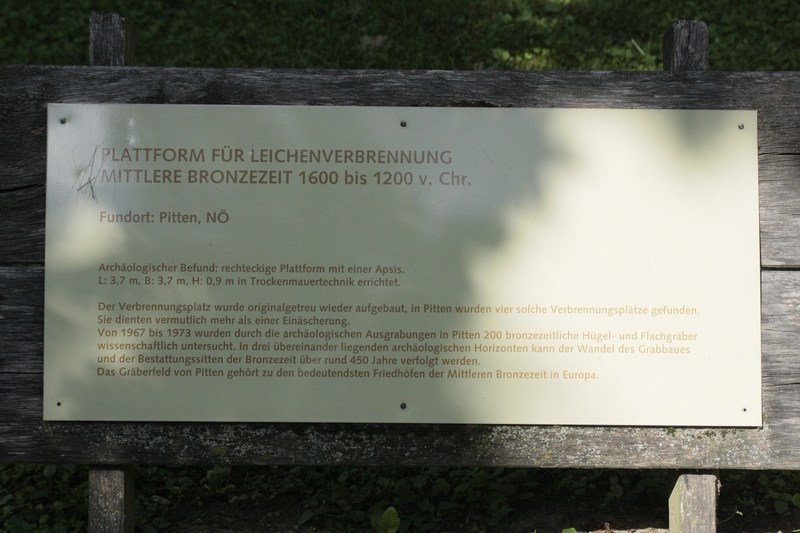 PLATTFORM FÜR LEICHENVERBRENNUNG
MITTLERE BRONZEZEIT 1600 bis 1200 v. Chr.
Fundort: Pitten, NÖ
Archäologischer Befund: rechteckige Plattform mit einer Apsis.
L: 3,7 m, B: 3,7 m, H: 0,9 m in Trockenmauertechnik errichtet.
Der Verbrennungsplatz wurde originalgetreu wieder aufgebaut, in Pitten wurden vier solche Verbrennungsplätze gefunden.
Sie dienten vermutlich mehr als einer Einäscherung.
Von 1967 bis 1973 wurden durch die archäologischen Ausgrabungen in Pitten 200 bronzezeitliche Hügel- und Flachgräber
wissenschaftlich untersucht. In drei übereinander liegenden archäologischen Horizonten kann der Wandel des Grabbaues
und der Bestattungssitten der Bronzezeit über rund 450 Jahre verfolgt werden.
Das Gräberfeld von Pitten gehört zu den bedeutendsten Friedhöfen der Mittleren Bronzezeit in Europa.